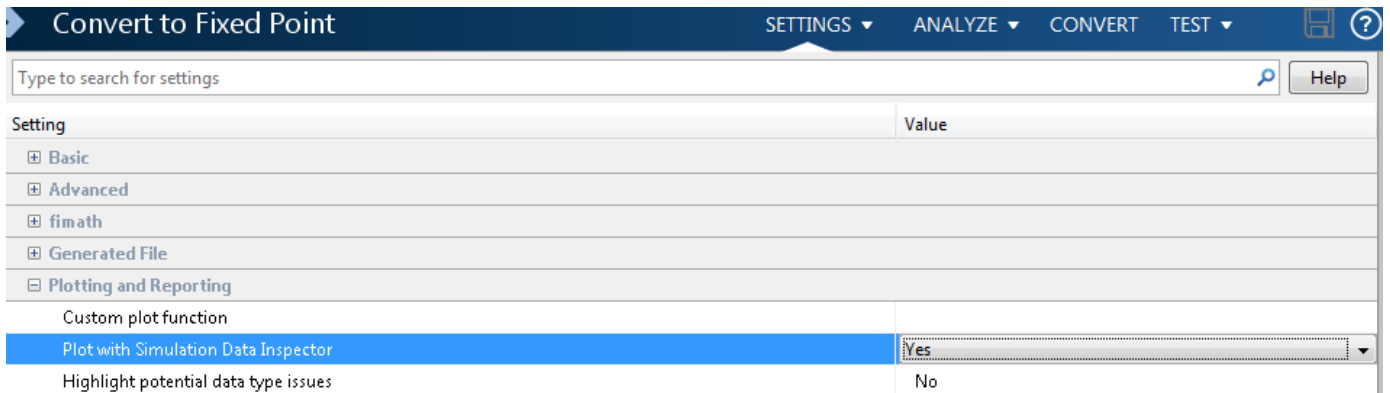 Convert to Fixed Point SETTINGS ANALYZE CONVERT TEST ?
Type to search for settings Help
Setting Value
Basic
Advanced
fimath
Generated File
Plotting and Reporting
Custom plot function
Plot with Simulation Data Inspector Yes
Highlight potential data type issues No